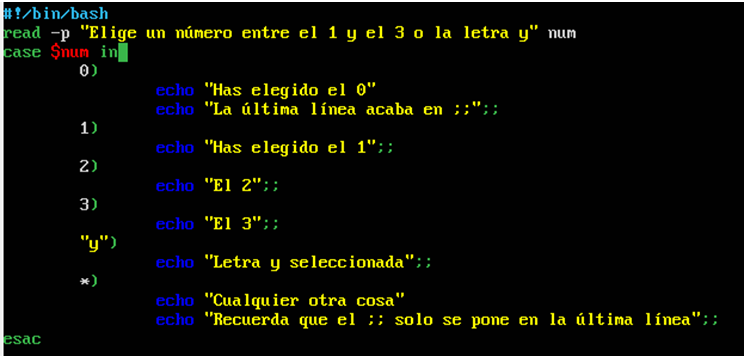 #!/bin/bash
read -p "Elige un número entre el 1 y el 3 o la letra y" num
case $num in
0)
echo "Has elegido el 0"
echo "La última línea acaba en ;;";;
1)
echo "Has elegido el 1";;
2)
echo "El 2";;
3)
echo "El 3";;
"y")
echo "Letra y seleccionada";;
*)
echo "Cualquier otra cosa"
echo "Recuerda que el ;; solo se pone en la última línea";;
esac